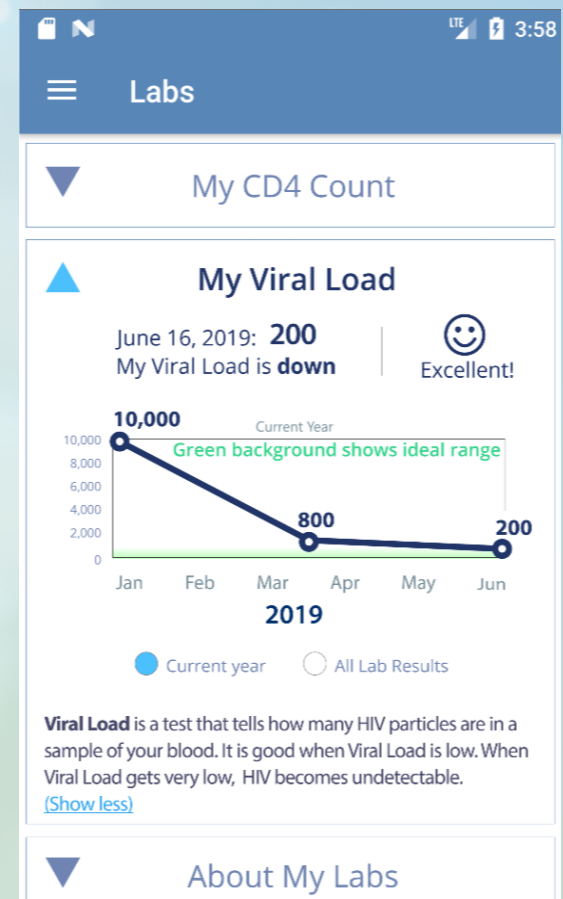 LTE 3:58
Labs
My CD4 Count
My Viral Load
June 16, 2019: 200
My Viral Load is down
Excellent!
10,000
Current Year
10,000
Green background shows ideal range
8,000
6,000
4,000
800
200
2,000
0
Jan Feb Mar Apr May Jun
2019
Current year All Lab Results
Viral Load is a test that tells how many HIV particles are in a
sample of your blood. It is good when Viral Load is low. When
Viral Load gets very low, HIV becomes undetectable.
(Show less)
About My Labs